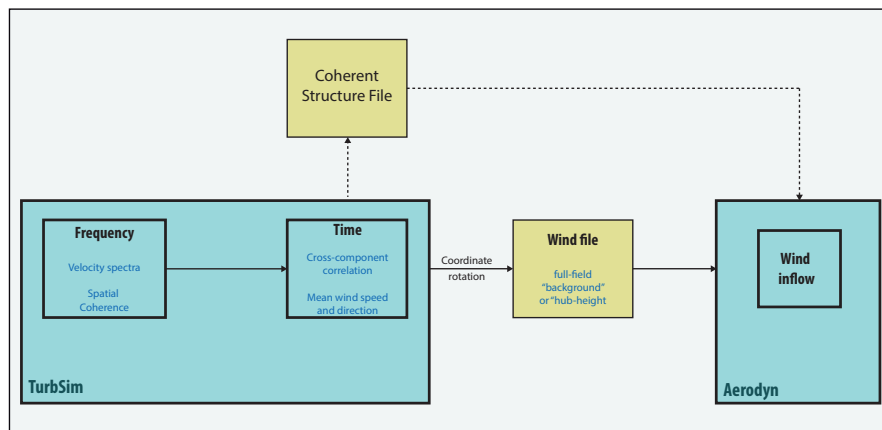 Coherent
Structure File
Frequency
Velocity spectra
Spatial
Coherence
Time
Cross-component
correlation
Mean wind speed
and direction
Coordinate
rotation
Wind file
full-field
"background"
or "hub-height
Wind
inflow
TurbSim
Aerodyn